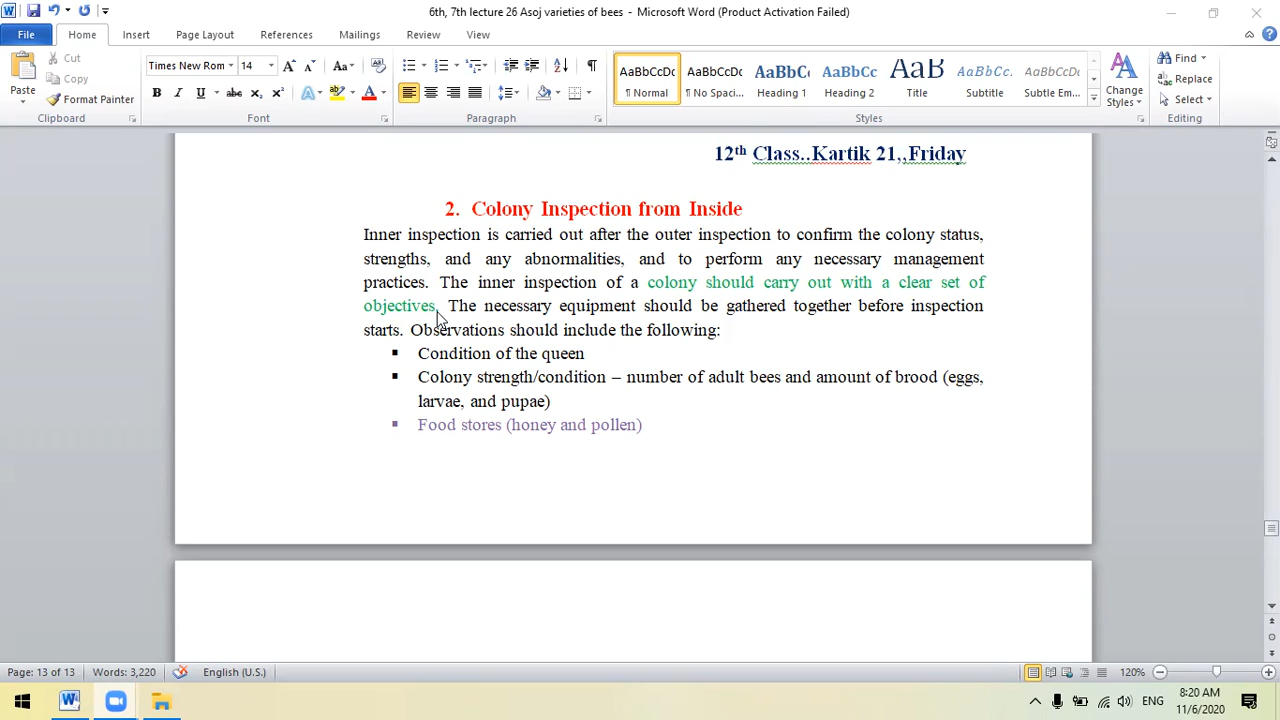 6th, 7th lecture 26 Asoj varieties of bees - Microsoft Word (Product Activation Failed)
File Home Insert Page Layout References Mailings Review View
Paste Cut Copy Format Painter
Times New Rom 14
AaBbCcDc AaBbCcDc AaBbC AaBbCc AaB AaBbCc. AaBbCcDc
¶ Normal ¶ No Spaci... Heading 1 Heading 2 Title Subtitle Subtle Em...
Change Styles
Find Replace Select
Clipboard Font Paragraph Styles Editing
12th Class..Kartik 21,,Friday
2. Colony Inspection from Inside
Inner inspection is carried out after the outer inspection to confirm the colony status,
strengths, and any abnormalities, and to perform any necessary management
practices. The inner inspection of a colony should carry out with a clear set of
objectives. The necessary equipment should be gathered together before inspection
starts. Observations should include the following:
▪ Condition of the queen
▪ Colony strength/condition – number of adult bees and amount of brood (eggs,
larvae, and pupae)
▪ Food stores (honey and pollen)
Page: 13 of 13 Words: 3,220 English (U.S.) 120%
ENG 8:20 AM
11/6/2020